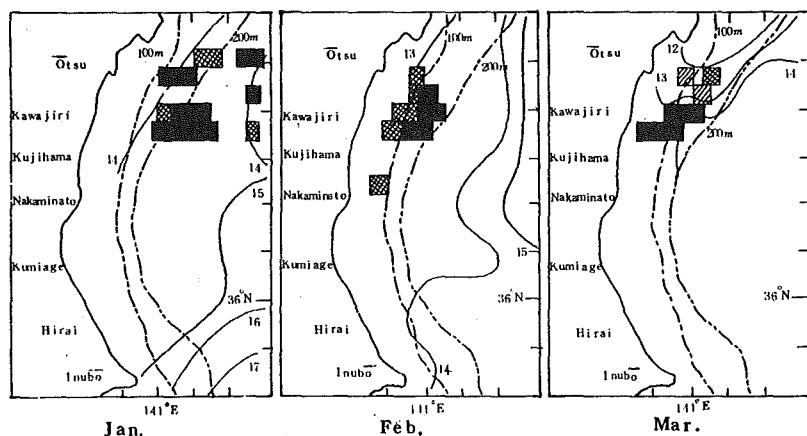 100m
200m
Ōtsu
Kawajiri
Kujihama
Nakaminato
Kumiage
Hirai
Inubō
14
14
15
36°N
16
17
141°E
Jan.
13
100m
200m
Ōtsu
Kawajiri
Kujihama
Nakaminato
Kumiage
Hirai
Inubō
15
36°N
14
141°E
Feb.
12
100m
13
14
200m
Ōtsu
Kawajiri
Kujihama
Nakaminato
Kumiage
Hirai
Inubō
36°N
141°E
Mar.